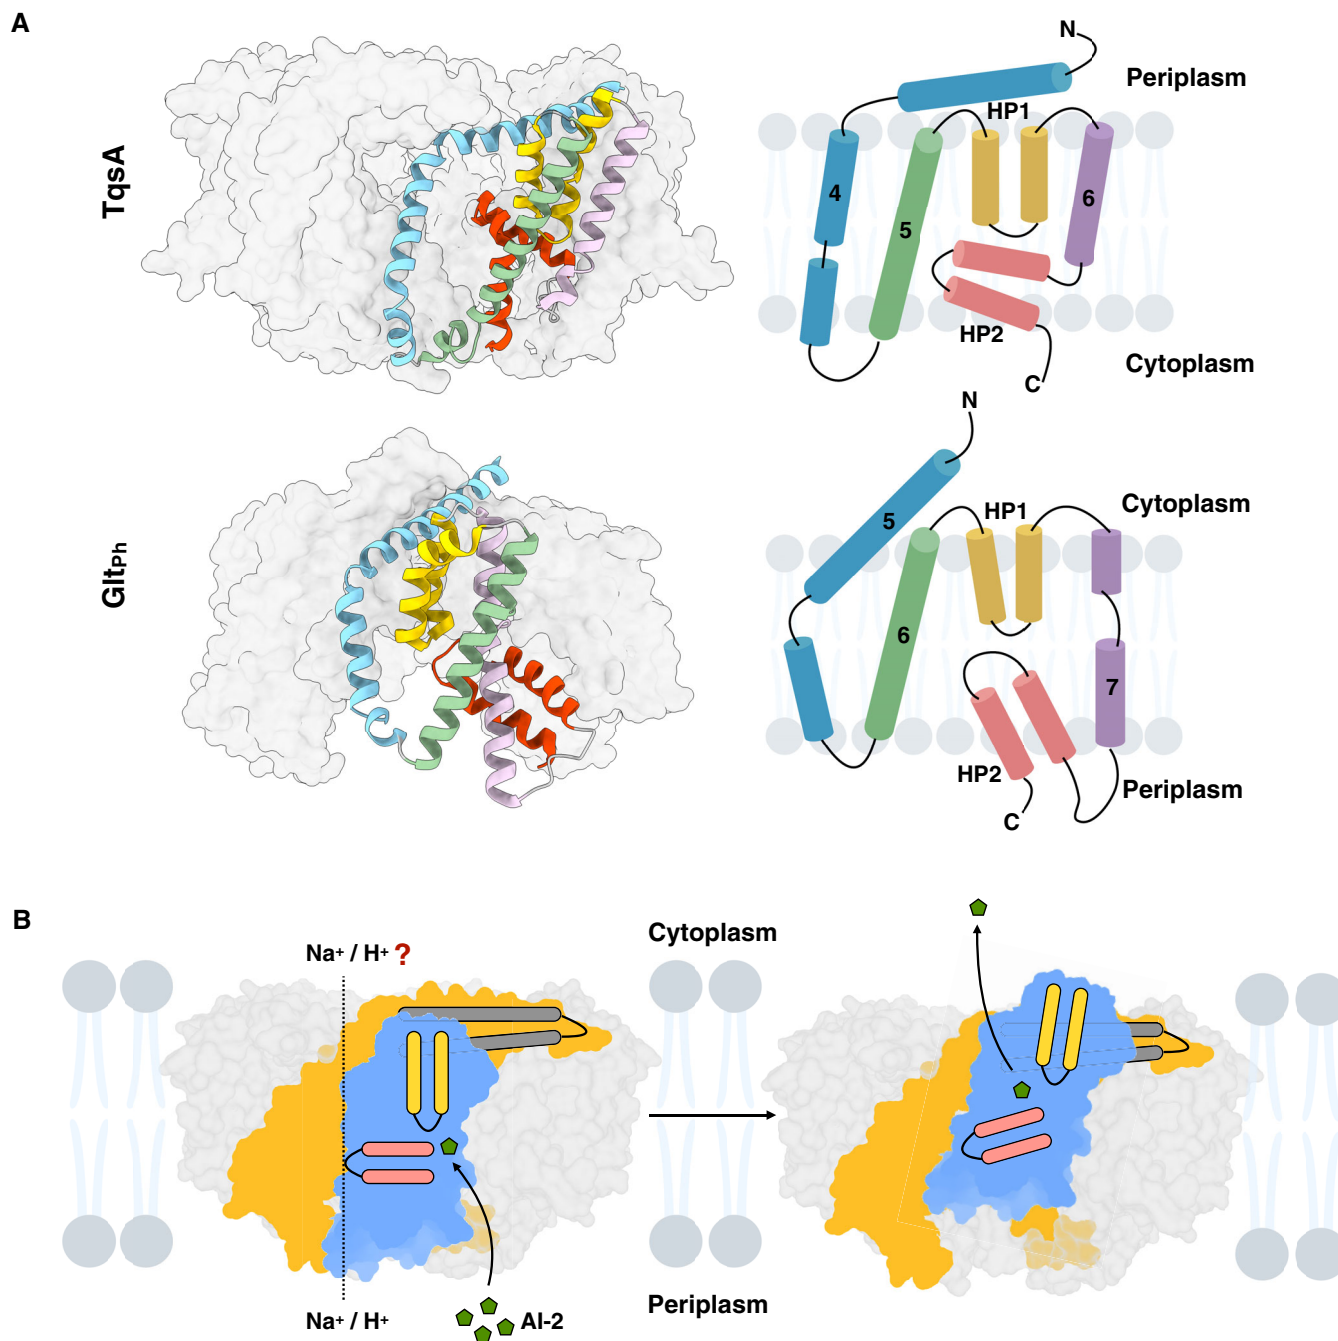 A
TqsA
N
Periplasm
HP1
4
5
6
HP2
C
Cytoplasm
GltPh
N
Cytoplasm
5
HP1
6
7
HP2
Periplasm
C
B
Na+ / H+ ?
Cytoplasm
Na+ / H+
AI-2
Periplasm